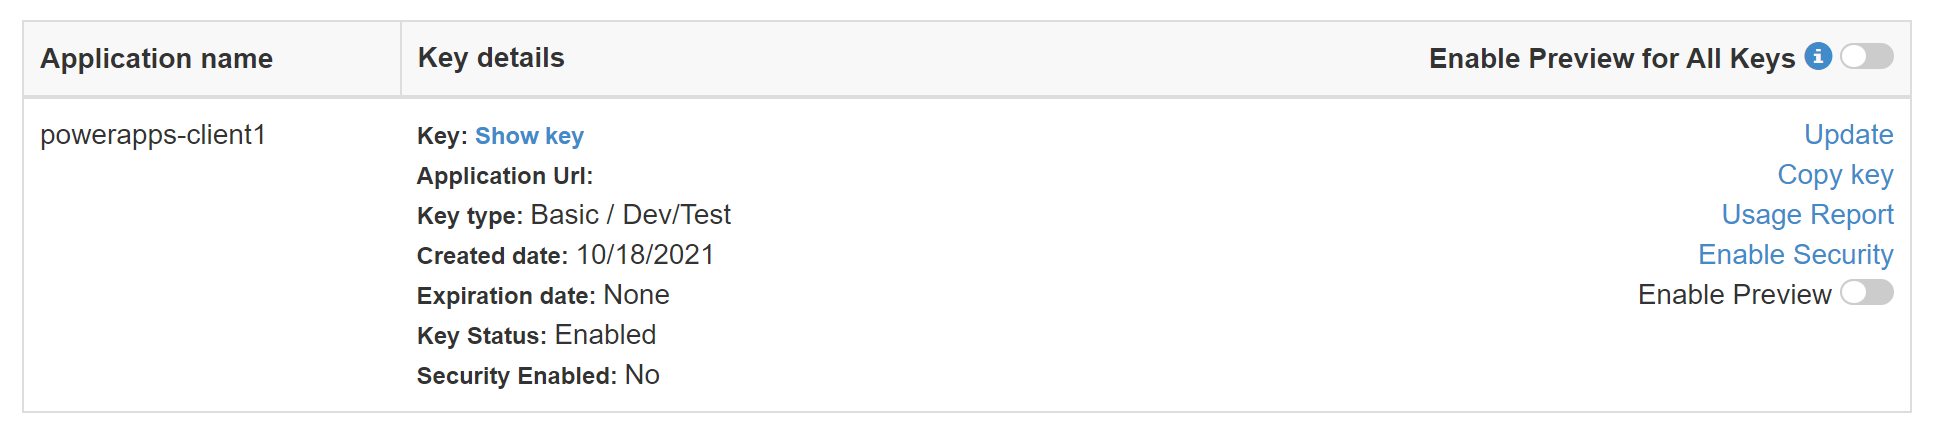 Application name
Key details
Enable Preview for All Keys
powerapps-client1
Key: Show key
Application Url:
Key type: Basic / Dev/Test
Created date: 10/18/2021
Expiration date: None
Key Status: Enabled
Security Enabled: No
Update
Copy key
Usage Report
Enable Security
Enable Preview